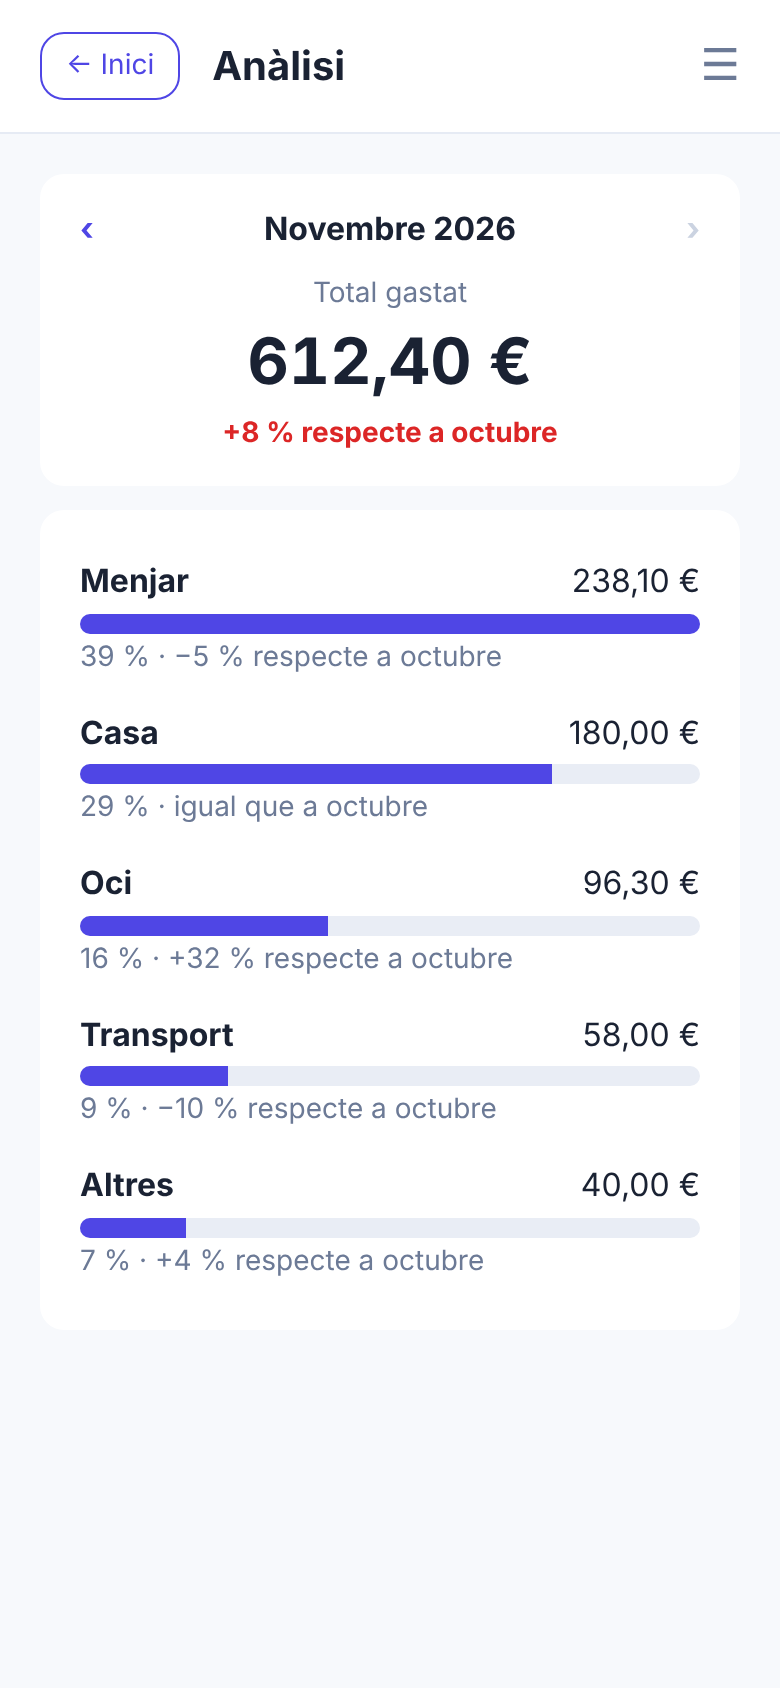 ← Inici Anàlisi ☰
‹ Novembre 2026 ›
Total gastat
612,40 €
+8 % respecte a octubre
Menjar 238,10 €
39 % · −5 % respecte a octubre
Casa 180,00 €
29 % · igual que a octubre
Oci 96,30 €
16 % · +32 % respecte a octubre
Transport 58,00 €
9 % · −10 % respecte a octubre
Altres 40,00 €
7 % · +4 % respecte a octubre